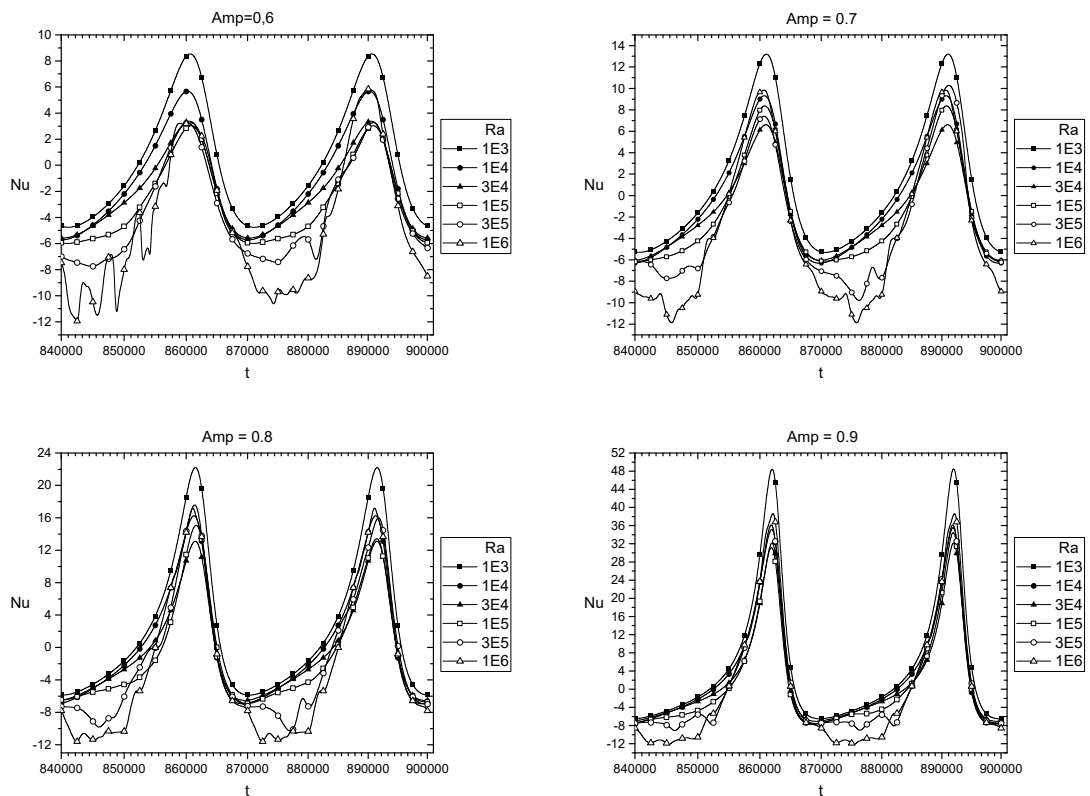 Amp=0,6
10
8
6
4
2
0
-2
-4
-6
-8
-10
-12
Nu
840000 850000 860000 870000 880000 890000 900000
t
Ra
1E3
1E4
3E4
1E5
3E5
1E6
Amp = 0.7
14
12
10
8
6
4
2
0
-2
-4
-6
-8
-10
-12
Nu
840000 850000 860000 870000 880000 890000 900000
t
Ra
1E3
1E4
3E4
1E5
3E5
1E6
Amp = 0.8
24
20
16
12
8
4
0
-4
-8
-12
Nu
840000 850000 860000 870000 880000 890000 900000
t
Ra
1E3
1E4
3E4
1E5
3E5
1E6
Amp = 0.9
52
48
44
40
36
32
28
24
20
16
12
8
4
0
-4
-8
-12
Nu
840000 850000 860000 870000 880000 890000 900000
t
Ra
1E3
1E4
3E4
1E5
3E5
1E6